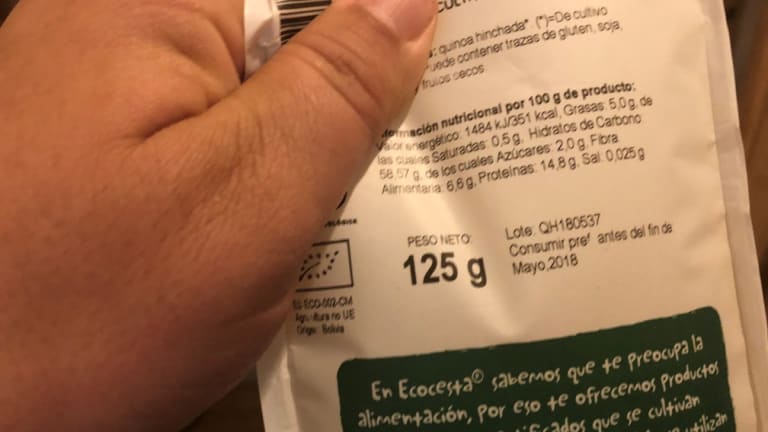 quinoa hinchada* (*)=De cultivo
uede contener trazas de gluten, soja,
frutos secos.
ormación nutricional por 100 g de producto:
Valor energético: 1484 kJ/351 kcal, Grasas: 5,0 g, de
las cuales Saturadas: 0,5 g, Hidratos de Carbono
58,57 g, de los cuales Azúcares: 2,0 g, Fibra
Alimentaria: 6,6 g, Proteínas: 14,8 g, Sal: 0,025 g
PESO NETO:
125 g
Lote: QH180537
Consumir pref antes del fin de
Mayo,2018
ES-ECO-002-CM
Agricultura no UE
Origen: Bolivia
En Ecocesta® sabemos que te preocupa la
alimentación, por eso te ofrecemos productos
que se cultivan
utilizan